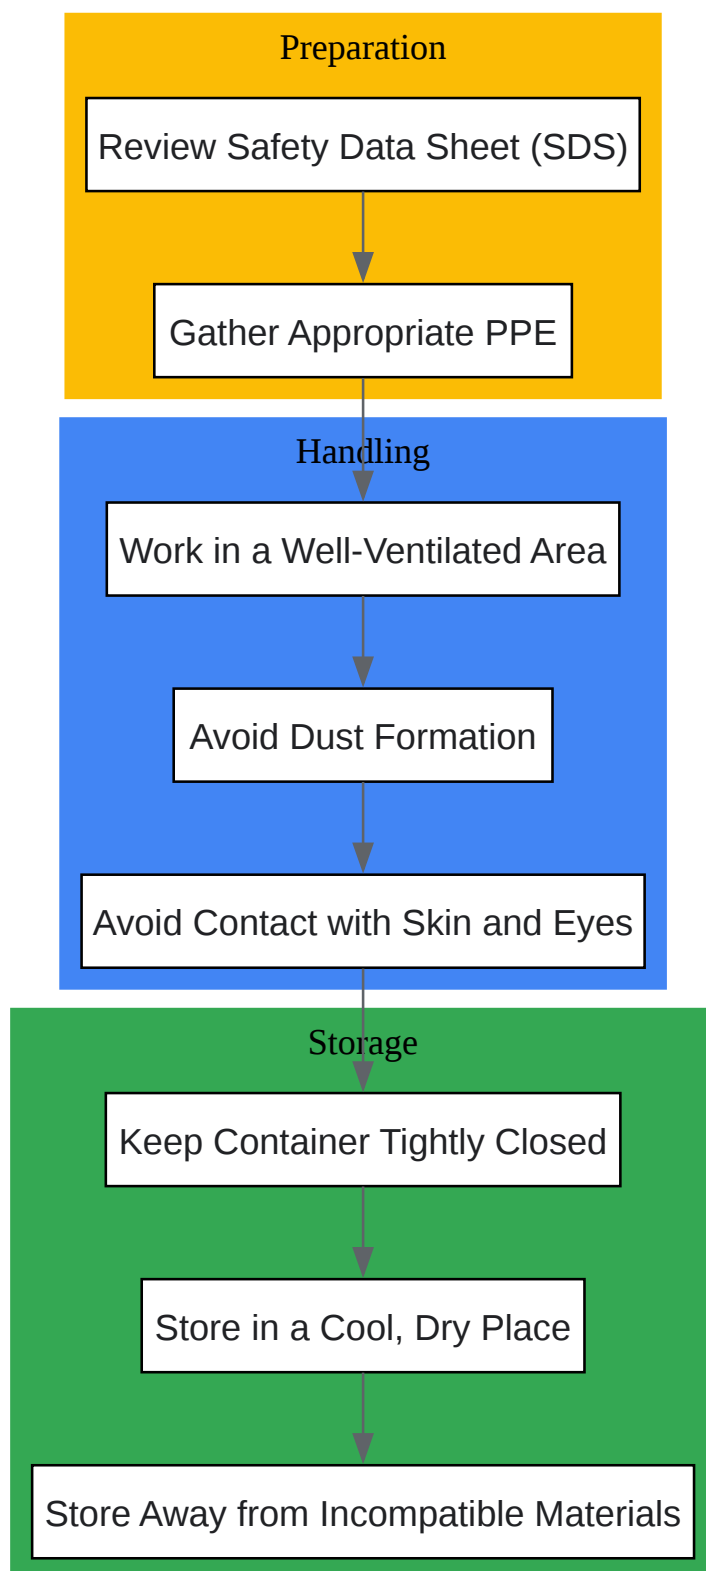 Preparation
Review Safety Data Sheet (SDS)
Gather Appropriate PPE
Handling
Work in a Well-Ventilated Area
Avoid Dust Formation
Avoid Contact with Skin and Eyes
Storage
Keep Container Tightly Closed
Store in a Cool, Dry Place
Store Away from Incompatible Materials